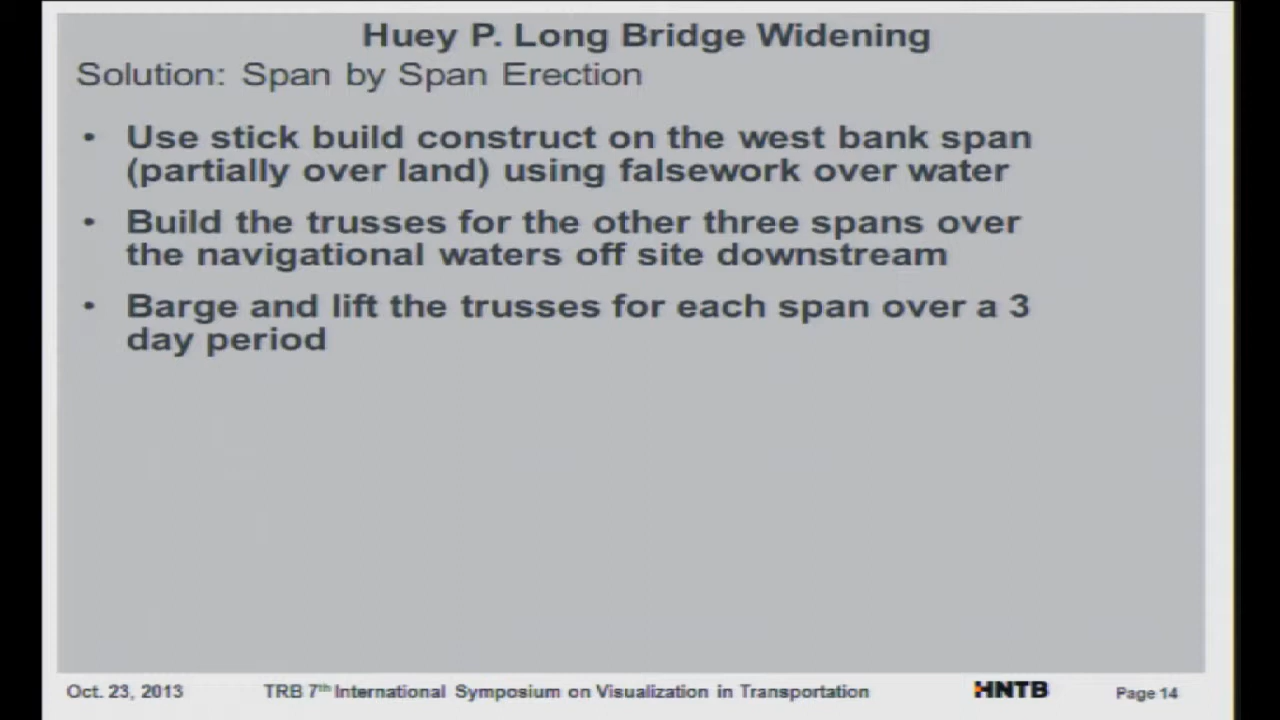 Huey P. Long Bridge Widening
Solution: Span by Span Erection
• Use stick build construct on the west bank span
(partially over land) using falsework over water
• Build the trusses for the other three spans over
the navigational waters off site downstream
• Barge and lift the trusses for each span over a 3
day period
Oct. 23, 2013 TRB 7th International Symposium on Visualization in Transportation HNTB Page 14